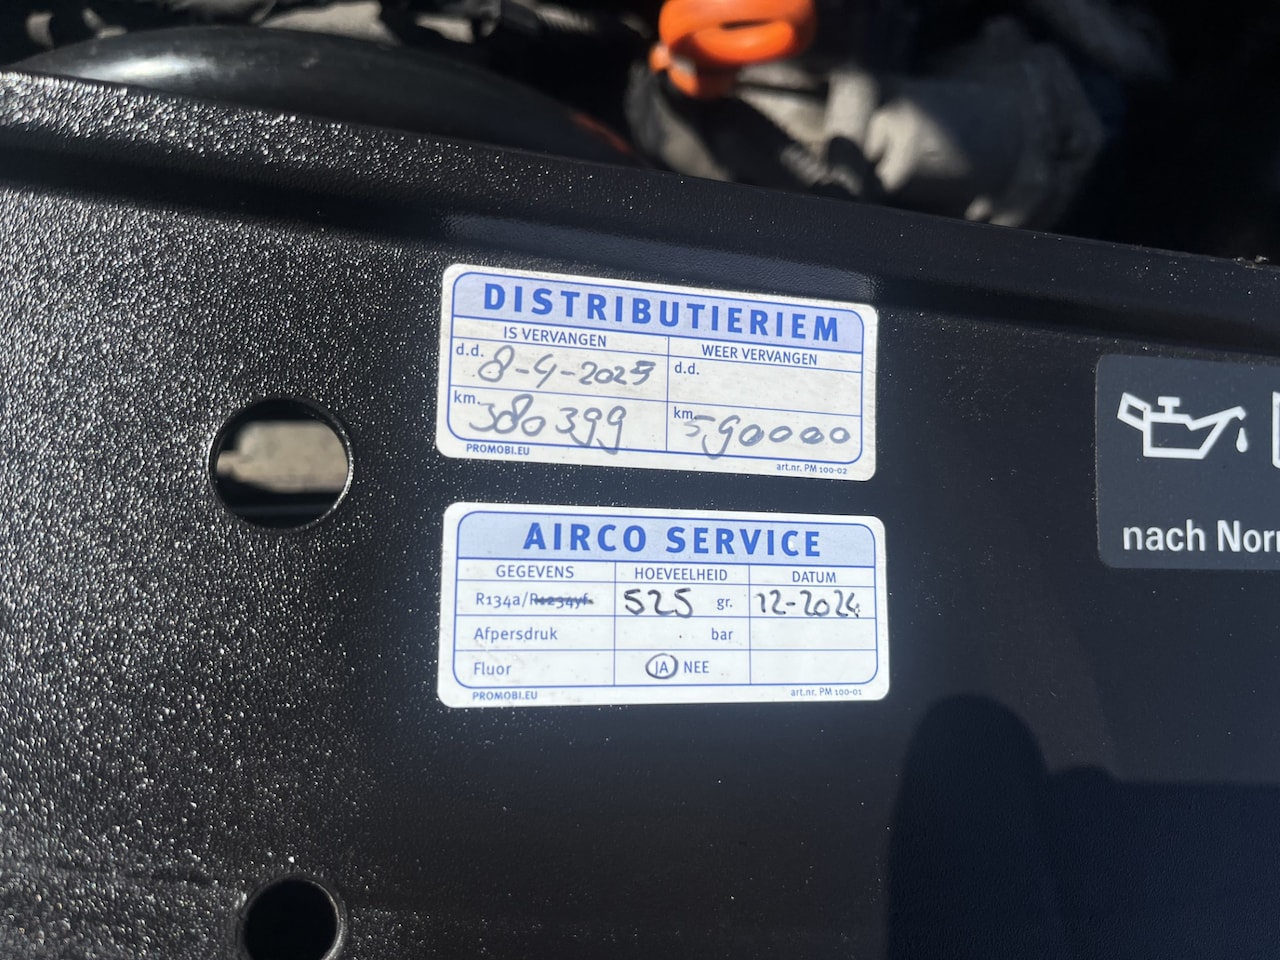 DISTRIBUTIERIEM
IS VERVANGEN
WEER VERVANGEN
d.d. 8-4-2025
d.d.
km. 380399
km. 590000
PROMOBI.EU
art.nr. PM 100-02
AIRCO SERVICE
GEGEVENS HOEVEELHEID DATUM
R134a/R1234yf. 525 gr. 12-2024
Afpersdruk . bar
Fluor JA NEE
PROMOBI.EU
art.nr. PM 100-01
nach Nor